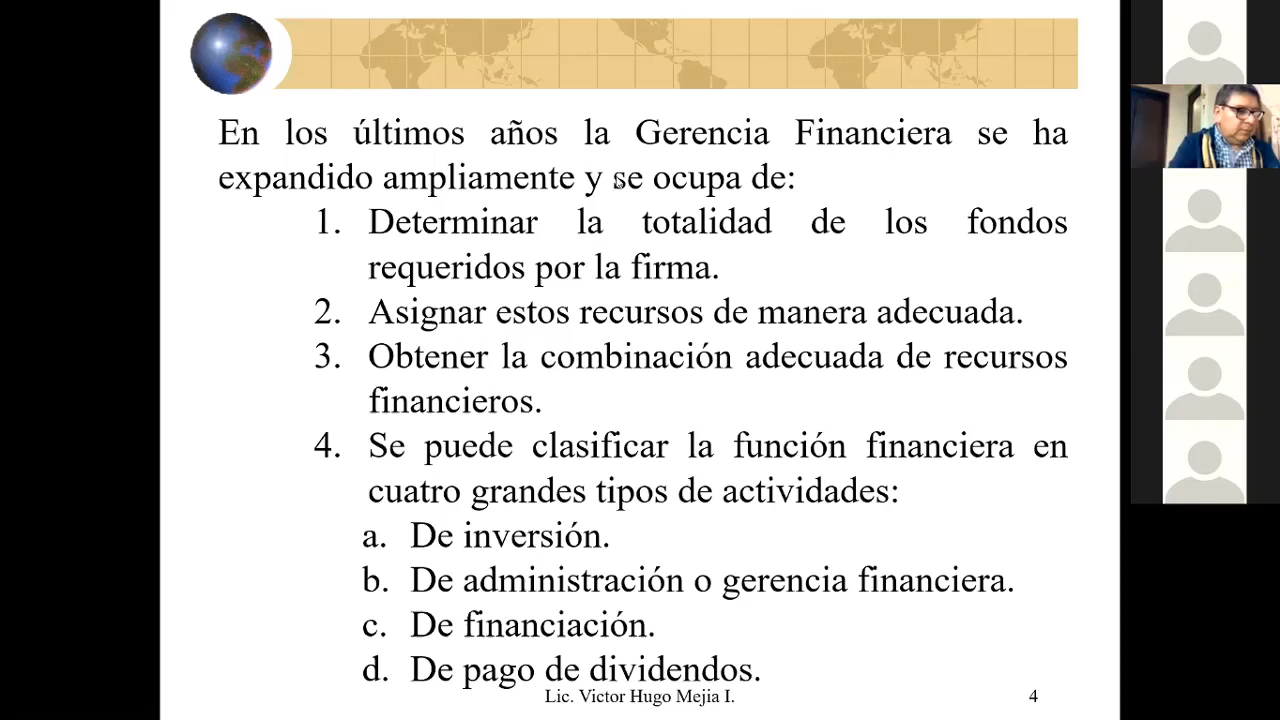 En los últimos años la Gerencia Financiera se ha
expandido ampliamente y se ocupa de:
1. Determinar la totalidad de los fondos
requeridos por la firma.
2. Asignar estos recursos de manera adecuada.
3. Obtener la combinación adecuada de recursos
financieros.
4. Se puede clasificar la función financiera en
cuatro grandes tipos de actividades:
a. De inversión.
b. De administración o gerencia financiera.
c. De financiación.
d. De pago de dividendos.
Lic. Victor Hugo Mejia I.
4